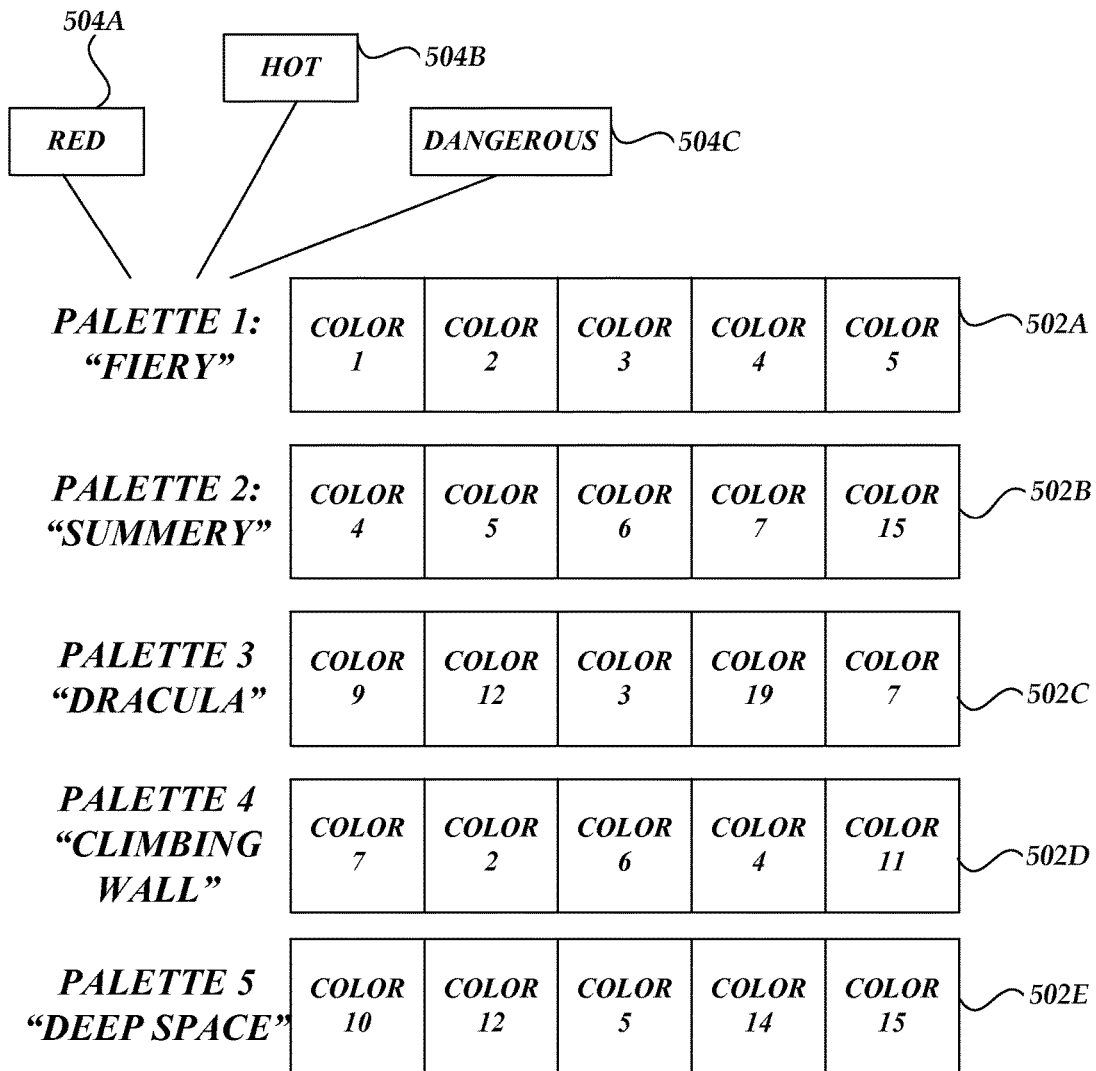 504A
HOT
504B
RED
DANGEROUS
504C
PALETTE 1:
“FIERY”
COLOR
1
COLOR
2
COLOR
3
COLOR
4
COLOR
5
502A
PALETTE 2:
“SUMMERY”
COLOR
4
COLOR
5
COLOR
6
COLOR
7
COLOR
15
502B
PALETTE 3
“DRACULA”
COLOR
9
COLOR
12
COLOR
3
COLOR
19
COLOR
7
502C
PALETTE 4
“CLIMBING
WALL”
COLOR
7
COLOR
2
COLOR
6
COLOR
4
COLOR
11
502D
PALETTE 5
“DEEP SPACE”
COLOR
10
COLOR
12
COLOR
5
COLOR
14
COLOR
15
502E